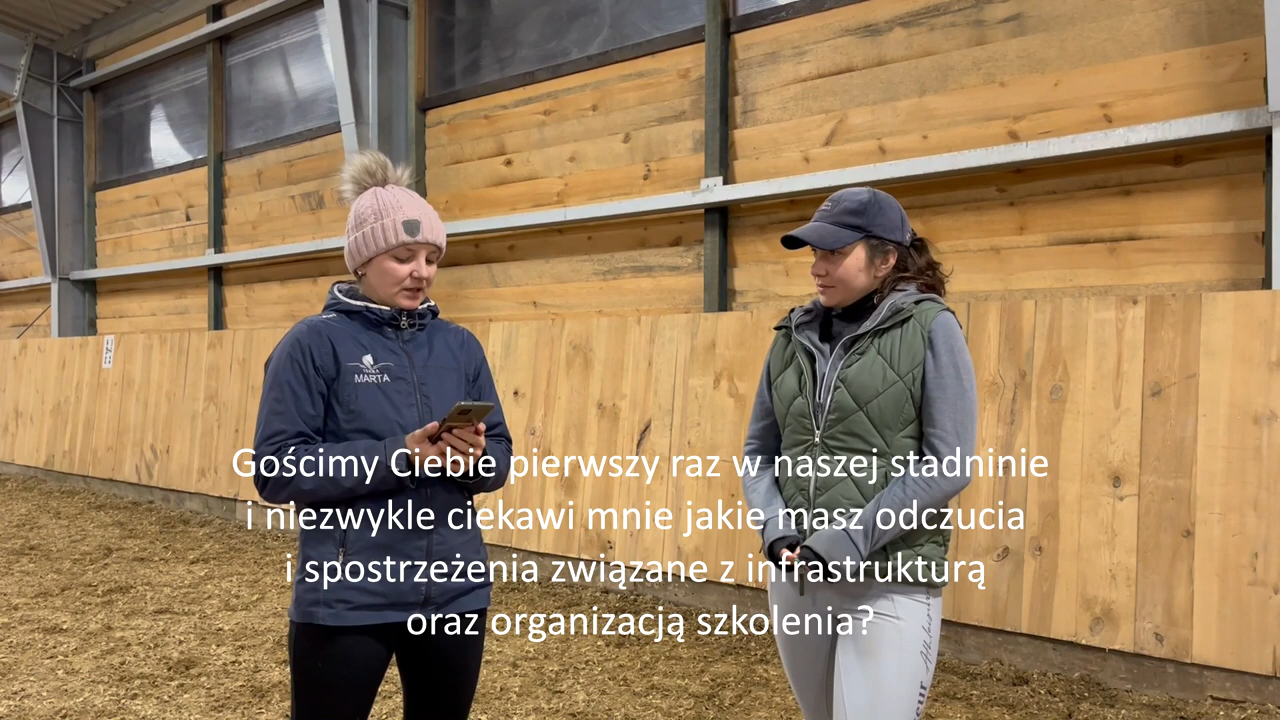 MARTA
Gościmy Ciebie pierwszy raz w naszej stadninie
i niezwykle ciekawi mnie jakie masz odczucia
i spostrzeżenia związane z infrastrukturą
oraz organizacją szkolenia?